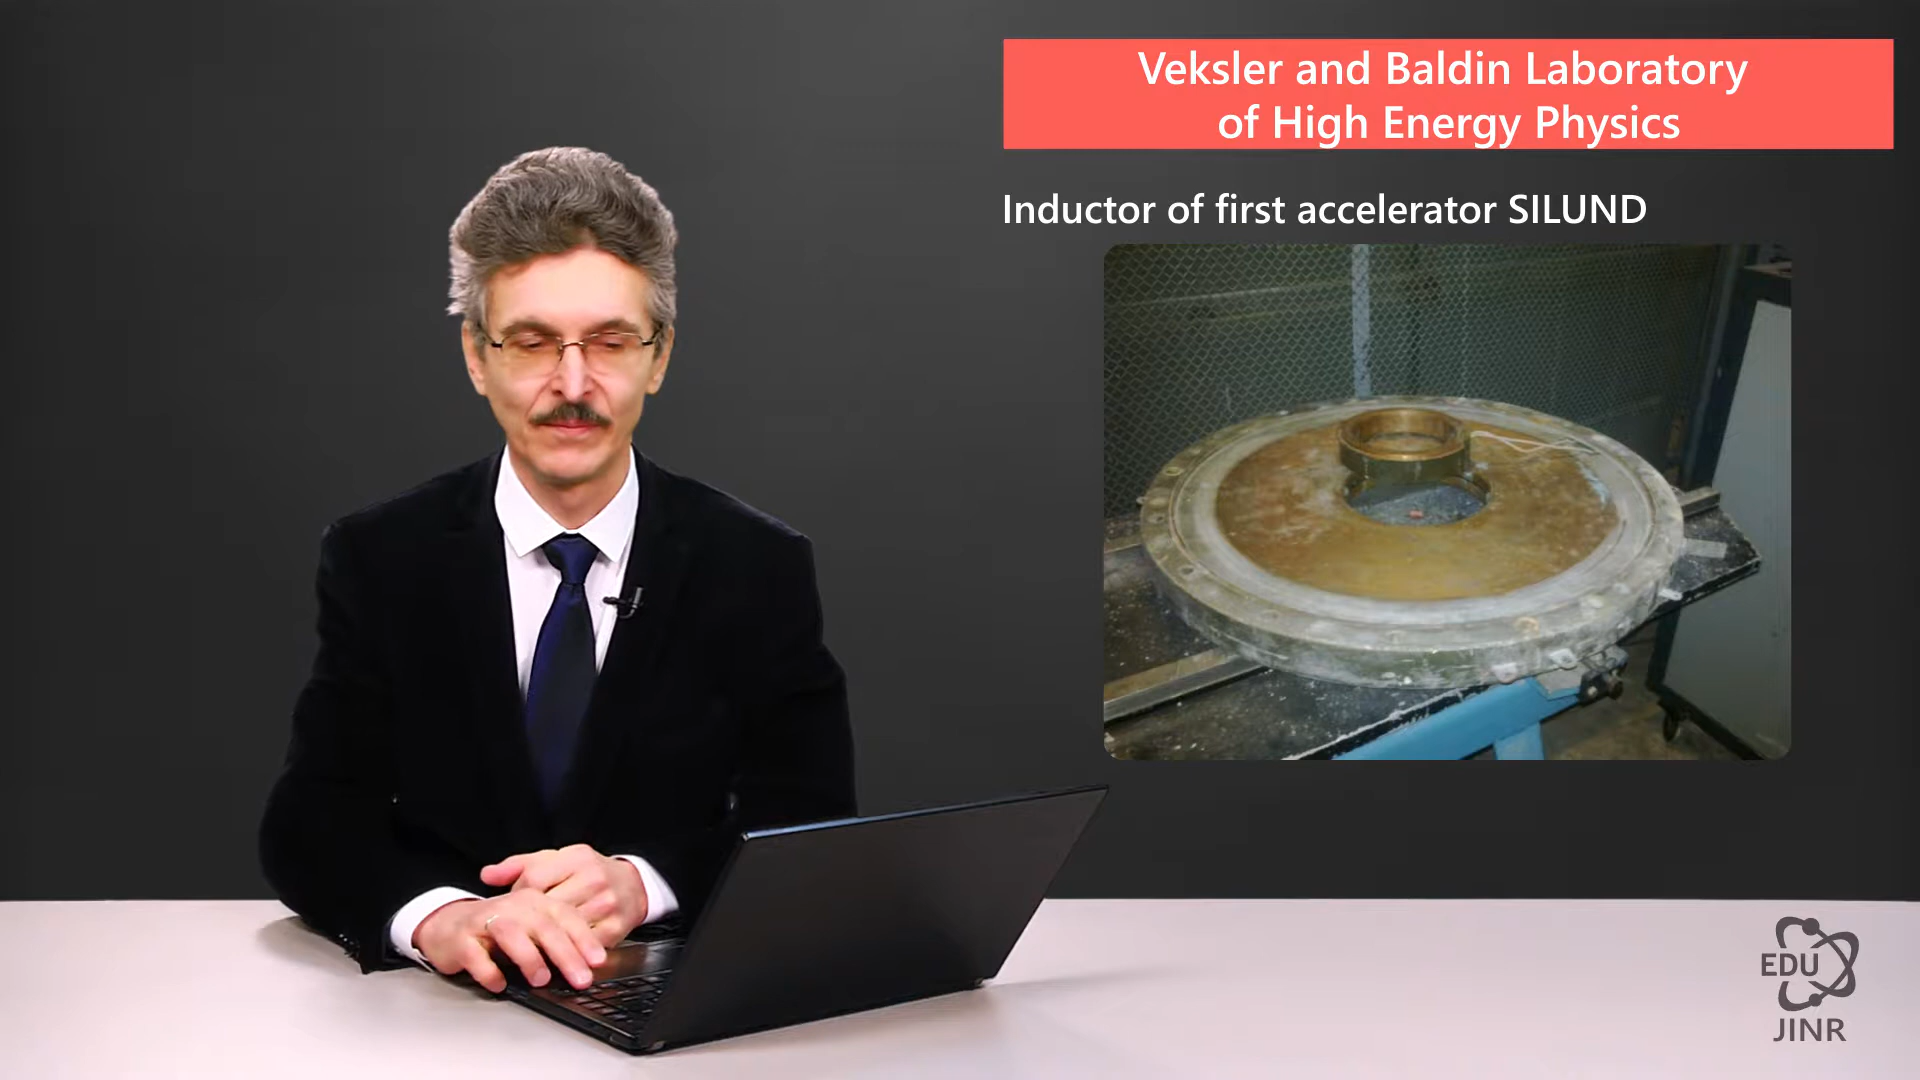 Veksler and Baldin Laboratory
of High Energy Physics
Inductor of first accelerator SILUND
EDU
JINR